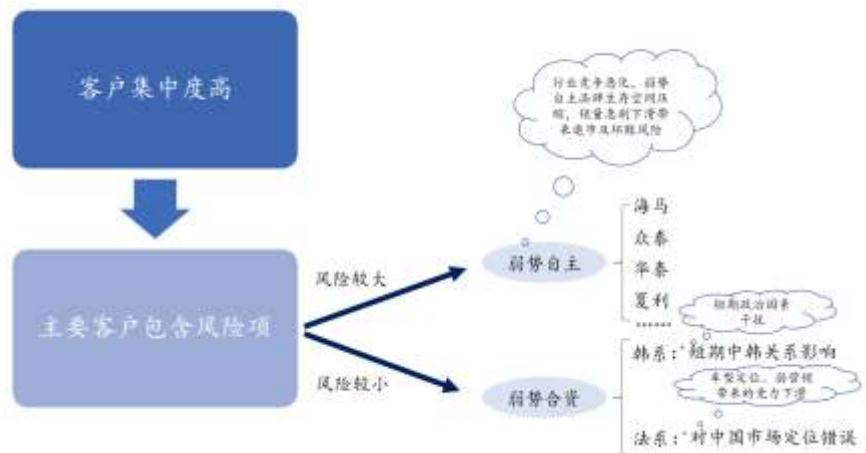 客户集中度高
行业竞争恶化，弱势
自主品牌生存空间压
缩，销量急剧下滑带
来退市及坏账风险
主要客户包含风险项
风险较大
风险较小
弱势自主
海马
众泰
华泰
夏利
......
短期政治因素
干扰
弱势合资
韩系：短期中韩关系影响
车型定位、弱营销
带来的竞力下滑
法系：对中国市场定位错误